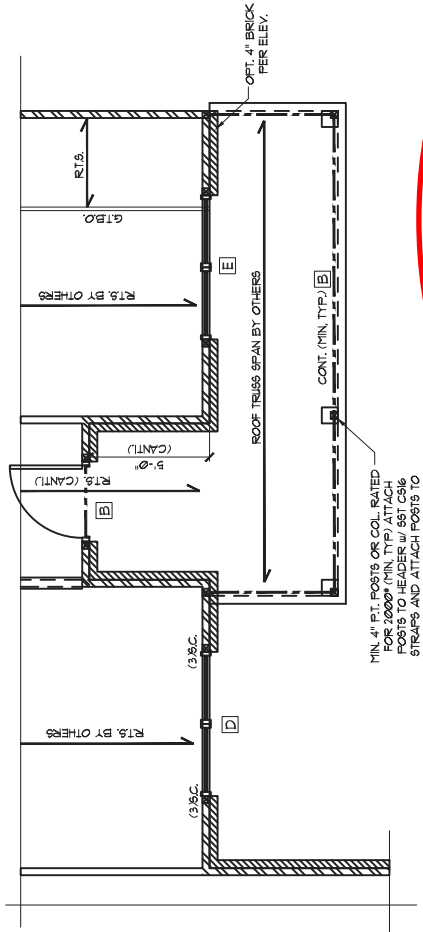 OPT. 4" BRICK
PER ELEV.
R.T.S.
G.T.B.O.
R.T.S. BY OTHERS
E
ROOF TRUSS SPAN BY OTHERS
CONT. (MIN, TYP.) B
5'-0"
(CANTI.)
R.T.S. (CANTI.)
B
MIN. 4" P.T. POSTS OR COL. RATED
FOR 2000# (MIN, TYP) ATTACH
POSTS TO HEADER w/ SST CS16
STRAPS AND ATTACH POSTS TO
(3)S.C.
D
R.T.S. BY OTHERS
(3)S.C.